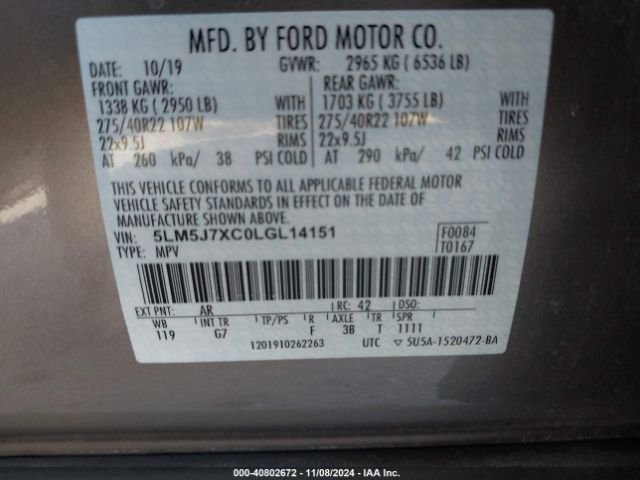 MFD. BY FORD MOTOR CO.
DATE: 10/19 GVWR: 2965 KG ( 6536 LB)
FRONT GAWR: REAR GAWR:
1338 KG ( 2950 LB) WITH 1703 KG ( 3755 LB) WITH
275/40R22 107W TIRES 275/40R22 107W TIRES
22x9.5J RIMS 22x9.5J RIMS
AT 260 kPa/ 38 PSI COLD AT 290 kPa/ 42 PSI COLD
THIS VEHICLE CONFORMS TO ALL APPLICABLE FEDERAL MOTOR
VEHICLE SAFETY STANDARDS IN EFFECT ON THE DATE OF
MANUFACTURE SHOWN ABOVE.
VIN: 5LM5J7XC0LGL14151 F0084
TYPE: MPV T0167
EXT PNT: AR RC: 42 DSO:
WB INT TR TP/PS R AXLE TR SPR
119 G7 F 3B T 1111
1201910262263 UTC ▽ 5U5A-1520472-BA
000-40802672 - 11/08/2024 - IAA Inc.